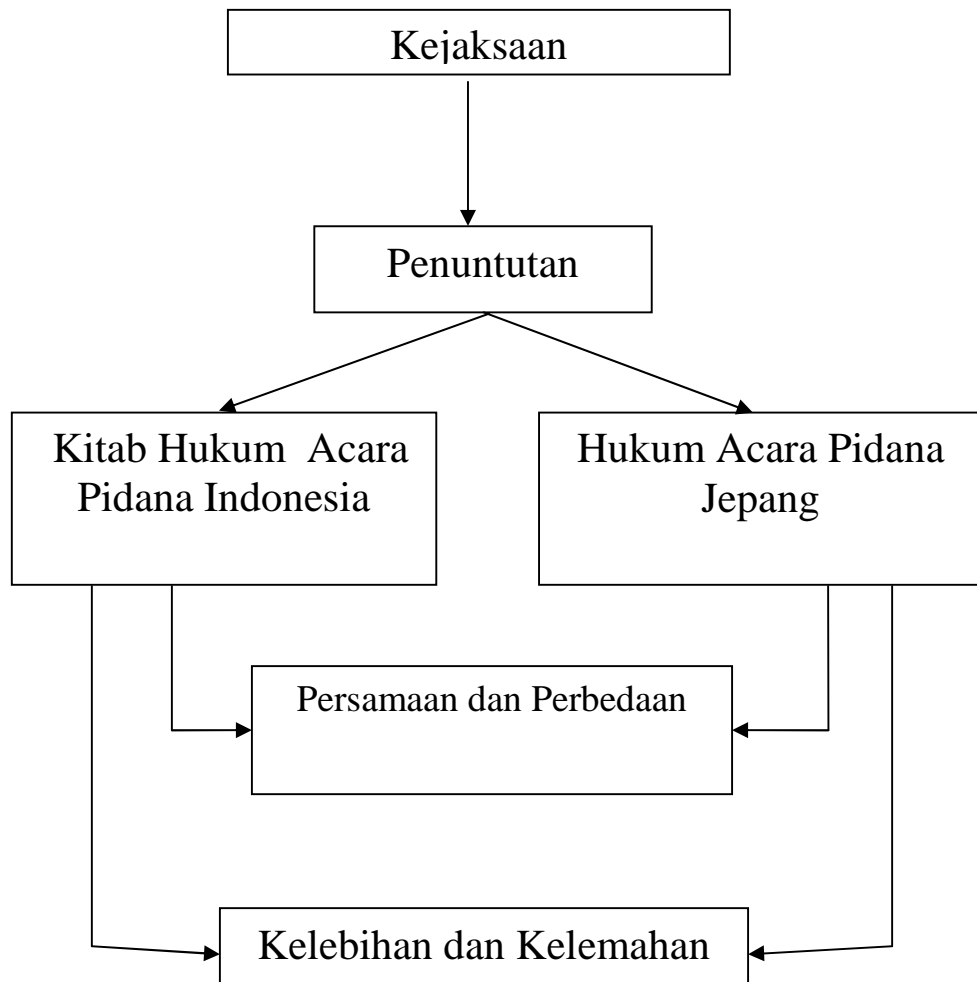 Kejaksaan
Penuntutan
Kitab Hukum Acara
Pidana Indonesia
Hukum Acara Pidana
Jepang
Persamaan dan Perbedaan
Kelebihan dan Kelemahan